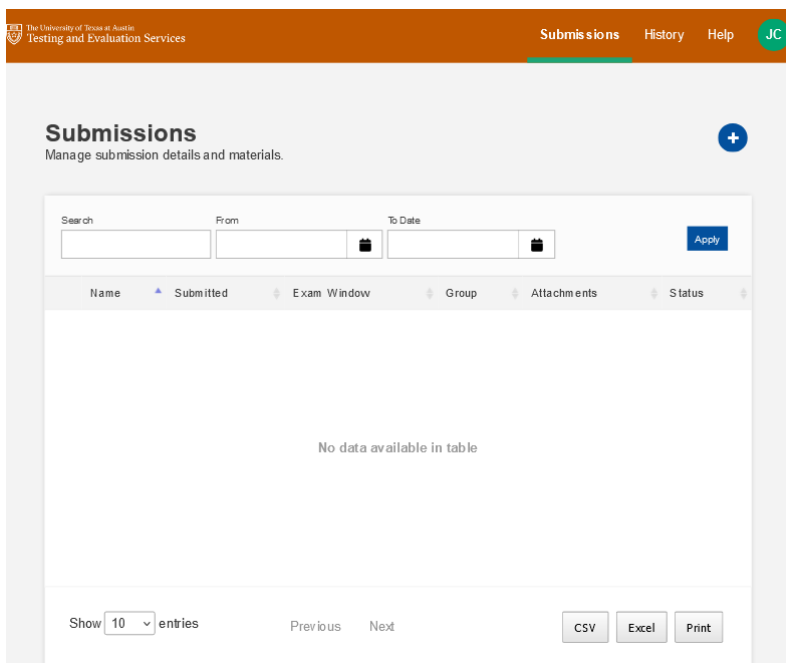 The University of Texas at Austin
Testing and Evaluation Services
Submissions History Help JC
Submissions
Manage submission details and materials.
Search From To Date
Apply
Name Submitted Exam Window Group Attachments Status
No data available in table
Show 10 entries Previous Next CSV Excel Print